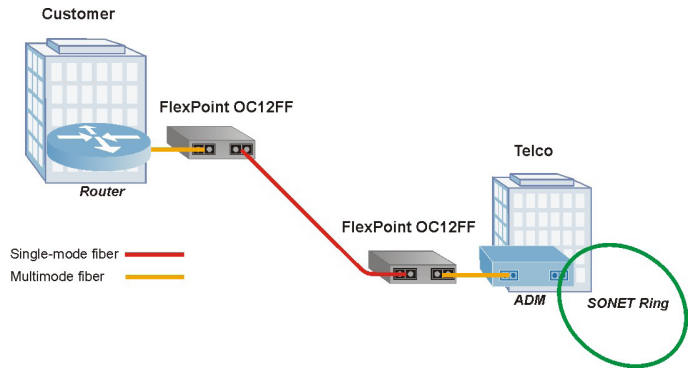 Customer
FlexPoint OC12FF
Router
Telco
FlexPoint OC12FF
Single-mode fiber
Multimode fiber
ADM
SONET Ring